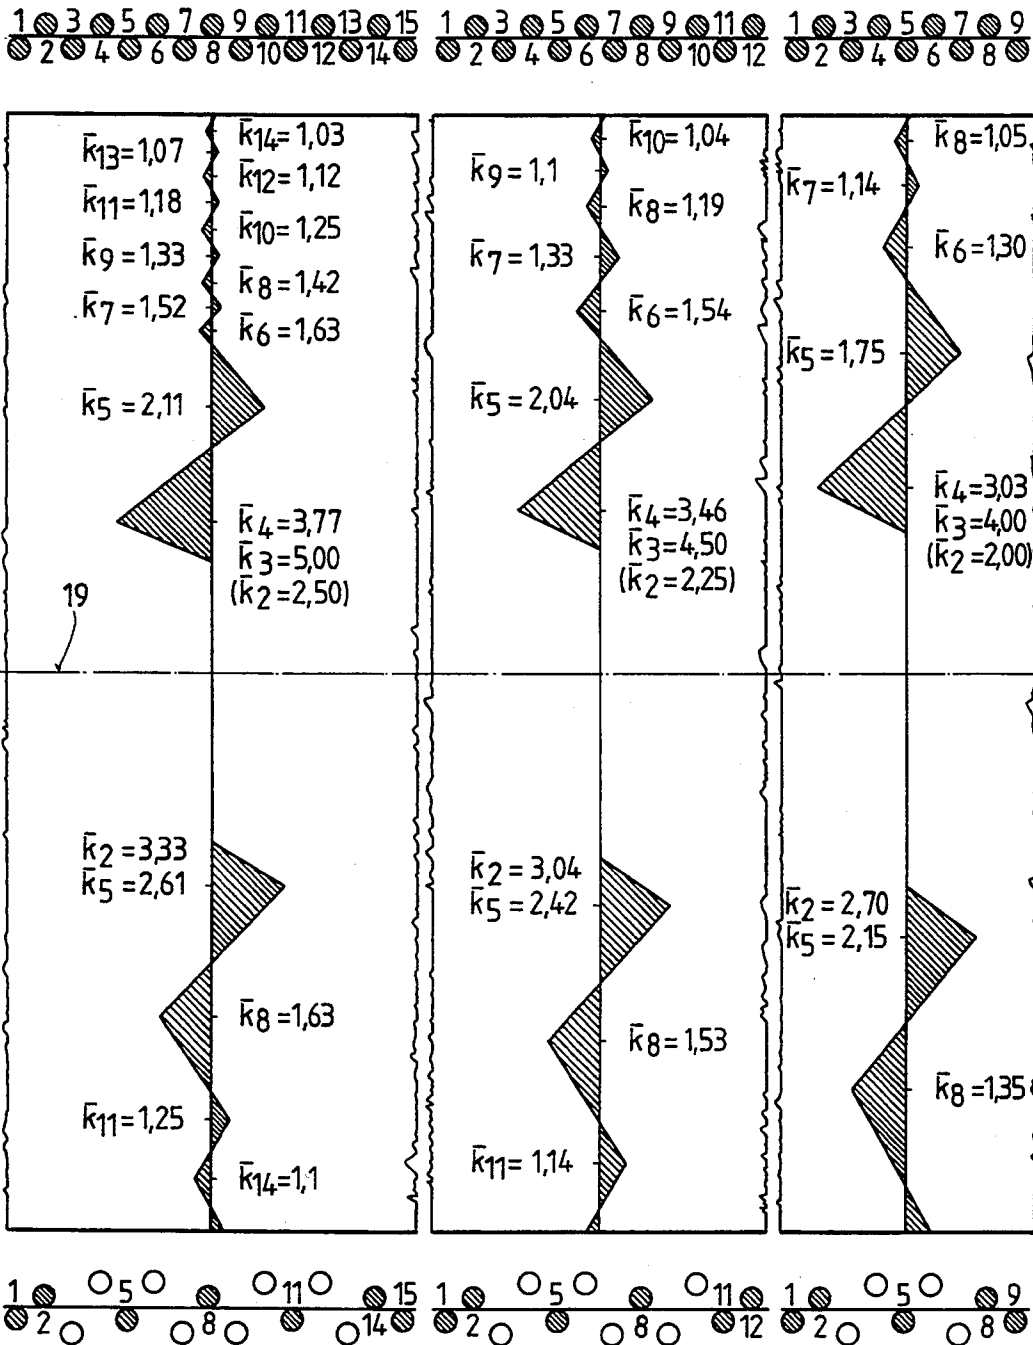 1 3 5 7 9 11 13 15
2 4 6 8 10 12 14
1 3 5 7 9 11
2 4 6 8 10 12
1 3 5 7 9
2 4 6 8
k̄14=1,03
k̄13=1,07
k̄12=1,12
k̄11=1,18
k̄10=1,25
k̄9=1,33
k̄8=1,42
k̄7=1,52
k̄6=1,63
k̄5=2,11
k̄4=3,77
k̄3=5,00
(k̄2=2,50)
k̄10=1,04
k̄9=1,1
k̄8=1,19
k̄7=1,33
k̄6=1,54
k̄5=2,04
k̄4=3,46
k̄3=4,50
(k̄2=2,25)
k̄8=1,05
k̄7=1,14
k̄6=1,30
k̄5=1,75
k̄4=3,03
k̄3=4,00
(k̄2=2,00)
19
k̄2=3,33
k̄5=2,61
k̄8=1,63
k̄11=1,25
k̄14=1,1
k̄2=3,04
k̄5=2,42
k̄8=1,53
k̄11=1,14
k̄2=2,70
k̄5=2,15
k̄8=1,35
1 5 11 15
2 8 14
1 5 11
2 8 12
1 5 9
2 8